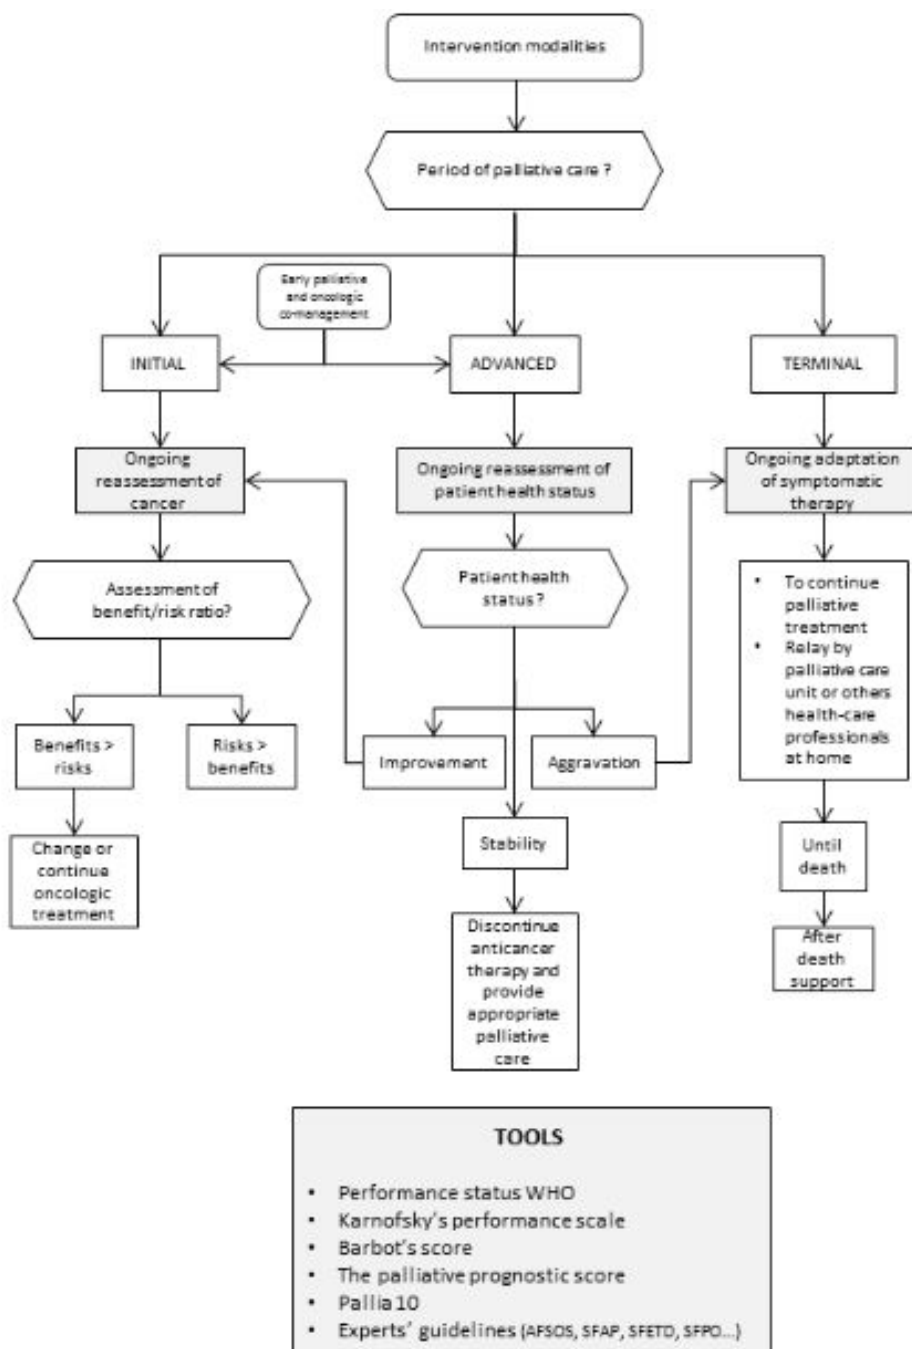 Intervention modalities
Period of palliative care ?
Early palliative
and oncologic
co-management
INITIAL
ADVANCED
TERMINAL
Ongoing
reassessment of
cancer
Ongoing reassessment of
patient health status
Ongoing adaptation
of symptomatic
therapy
Assessment of
benefit/risk ratio?
Patient health
status ?
• To continue
palliative
treatment
• Relay by
palliative care
unit or others
health-care
professionals
at home
Benefits >
risks
Risks >
benefits
Improvement
Aggravation
Change or
continue
oncologic
treatment
Stability
Until
death
Discontinue
anticancer
therapy and
provide
appropriate
palliative
care
After
death
support
TOOLS
• Performance status WHO
• Karnofsky's performance scale
• Barbot's score
• The palliative prognostic score
• Pallia 10
• Experts' guidelines (AFSOS, SFAP, SFETD, SFPO...)